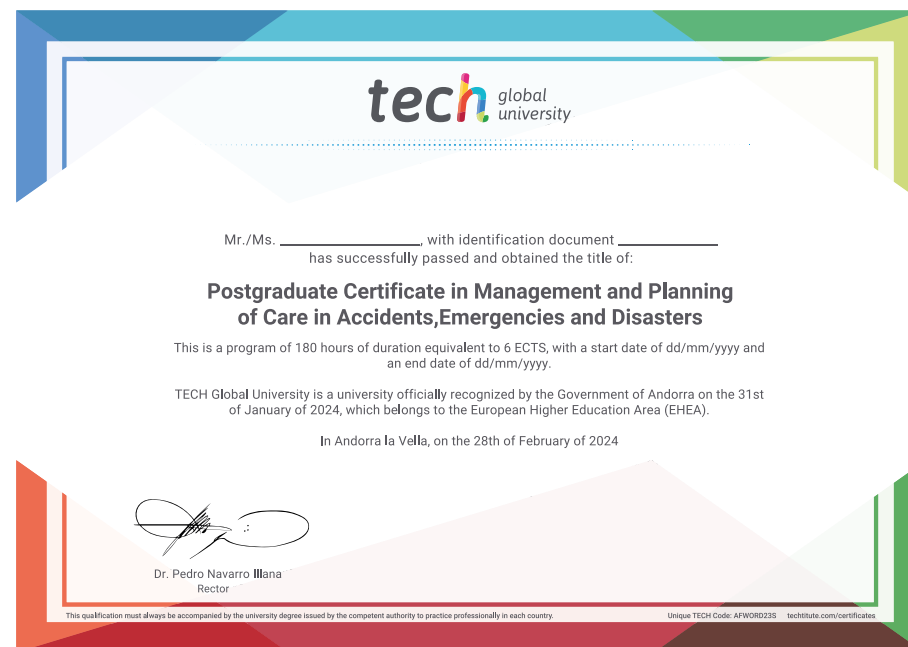 tech global university
Mr./Ms. ____________________, with identification document ______________
has successfully passed and obtained the title of:
Postgraduate Certificate in Management and Planning
of Care in Accidents,Emergencies and Disasters
This is a program of 180 hours of duration equivalent to 6 ECTS, with a start date of dd/mm/yyyy and
an end date of dd/mm/yyyy.
TECH Global University is a university officially recognized by the Government of Andorra on the 31st
of January of 2024, which belongs to the European Higher Education Area (EHEA).
In Andorra la Vella, on the 28th of February of 2024
Dr. Pedro Navarro Illana
Rector
This qualification must always be accompanied by the university degree issued by the competent authority to practice professionally in each country.
Unique TECH Code: AFWORD23S techtitute.com/certificates